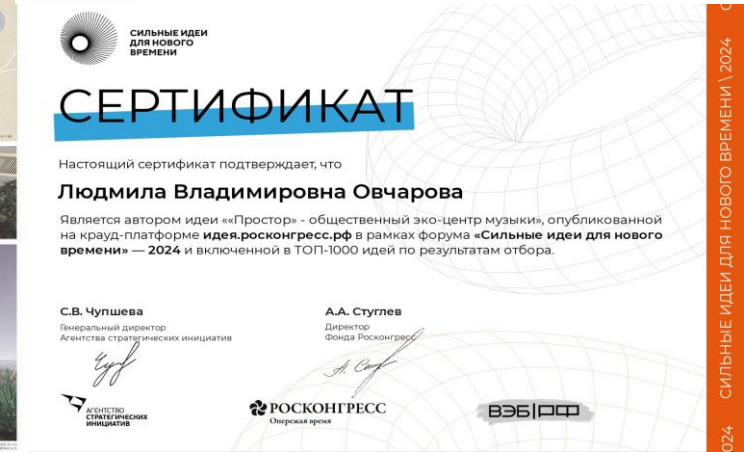 СИЛЬНЫЕ ИДЕИ
ДЛЯ НОВОГО
ВРЕМЕНИ
СЕРТИФИКАТ
Настоящий сертификат подтверждает, что
Людмила Владимировна Овчарова
Является автором идеи ««Простор» - общественный эко-центр музыки», опубликованной
на крауд-платформе идея.росконгресс.рф в рамках форума «Сильные идеи для нового
времени» — 2024 и включенной в ТОП-1000 идей по результатам отбора.
С.В. Чупшева
Генеральный директор
Агентства стратегических инициатив
А.А. Стуглев
Директор
Фонда Росконгресс
АГЕНТСТВО
СТРАТЕГИЧЕСКИХ
ИНИЦИАТИВ
РОСКОНГРЕСС
Опережая время
ВЭБ|РФ
СИЛЬНЫЕ ИДЕИ ДЛЯ НОВОГО ВРЕМЕНИ \ 2024
2024